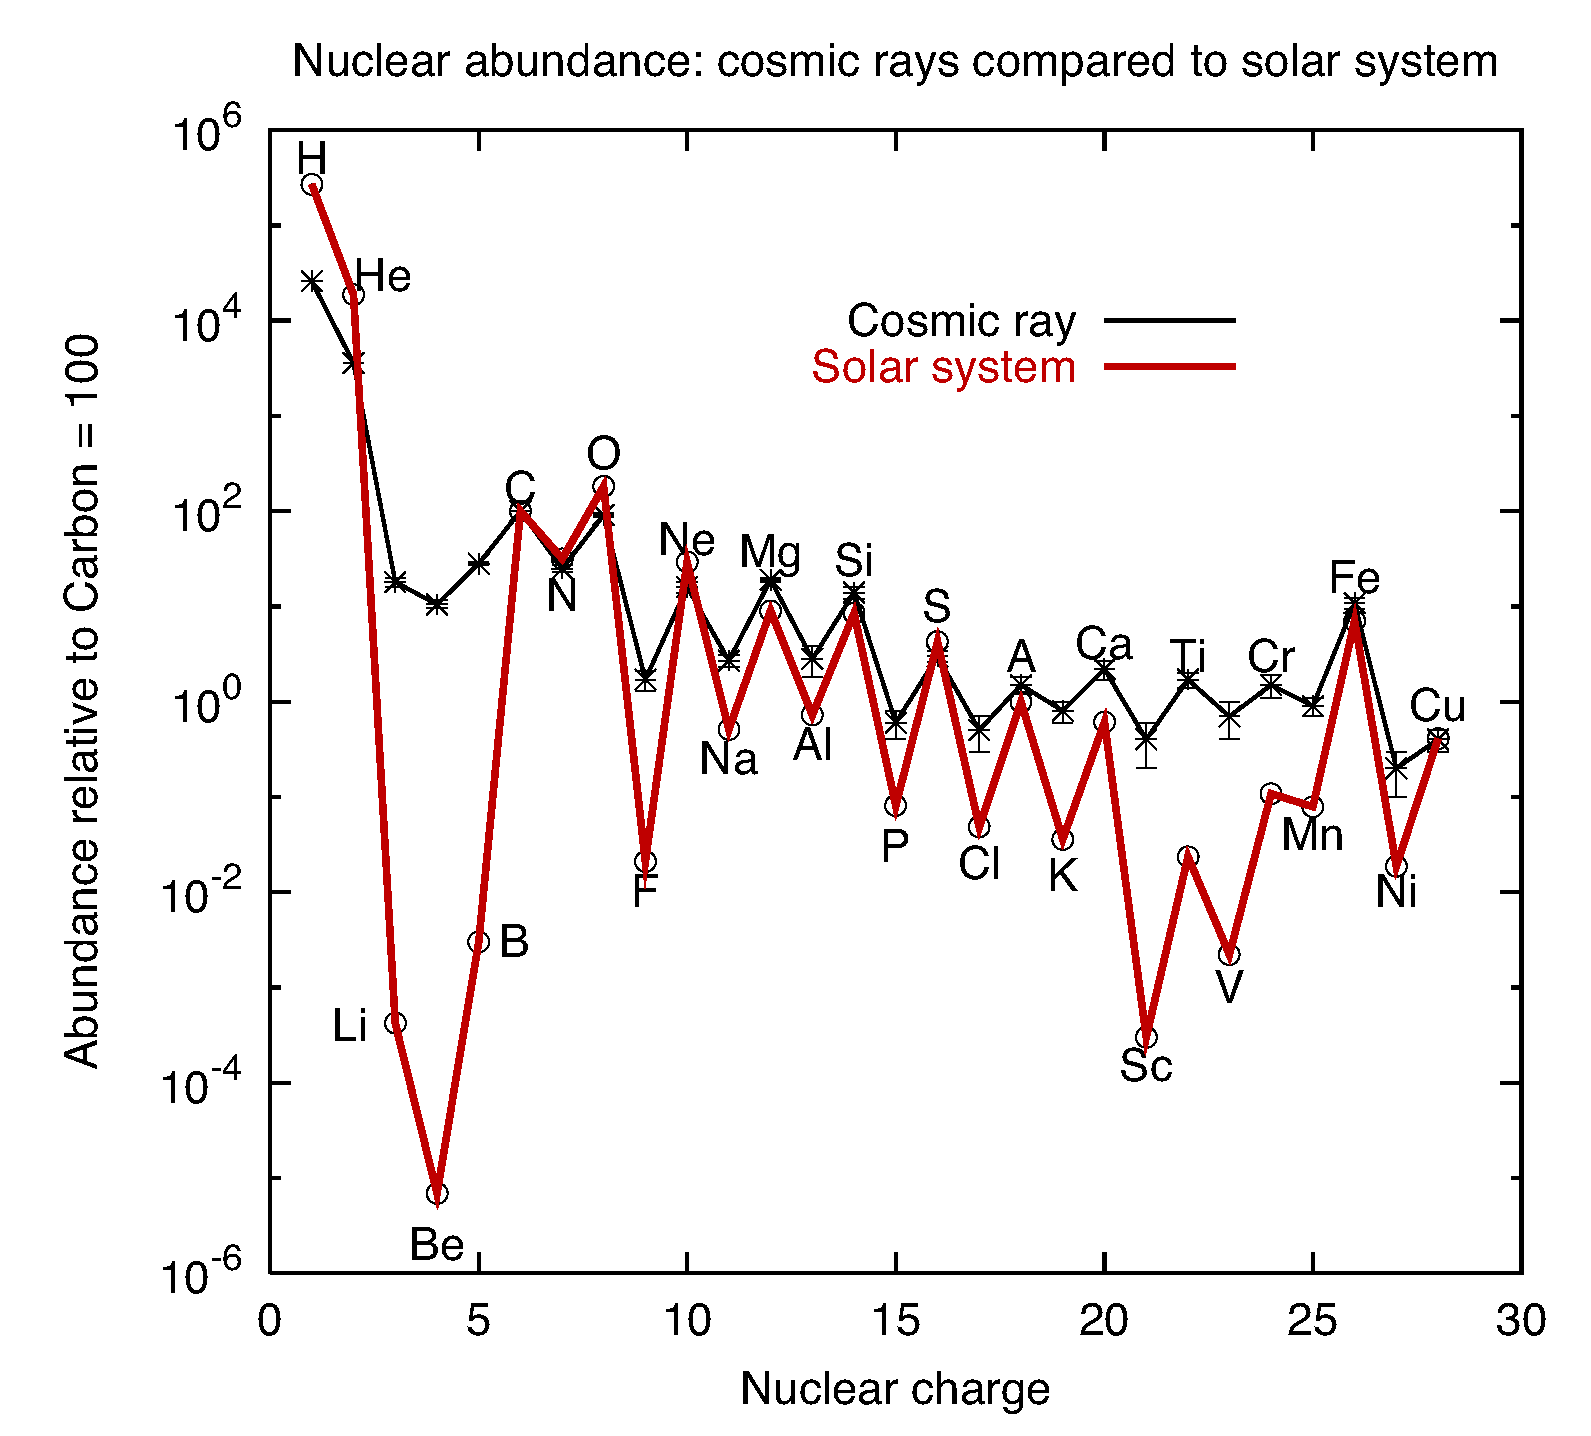 Nuclear abundance: cosmic rays compared to solar system
10^6
H
He
10^4
Cosmic ray
Solar system
Abundance relative to Carbon = 100
O
C
10^2
Ne
Mg
Si
Fe
N
S
A
Ca
Ti
Cr
10^0
Cu
Na
Al
P
Mn
Cl
K
10^-2
F
Ni
B
V
Li
Sc
10^-4
Be
10^-6
0 5 10 15 20 25 30
Nuclear charge